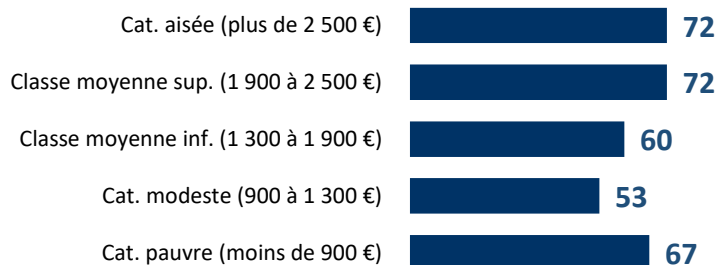 Cat. aisée (plus de 2 500 €) 72
Classe moyenne sup. (1 900 à 2 500 €) 72
Classe moyenne inf. (1 300 à 1 900 €) 60
Cat. modeste (900 à 1 300 €) 53
Cat. pauvre (moins de 900 €) 67